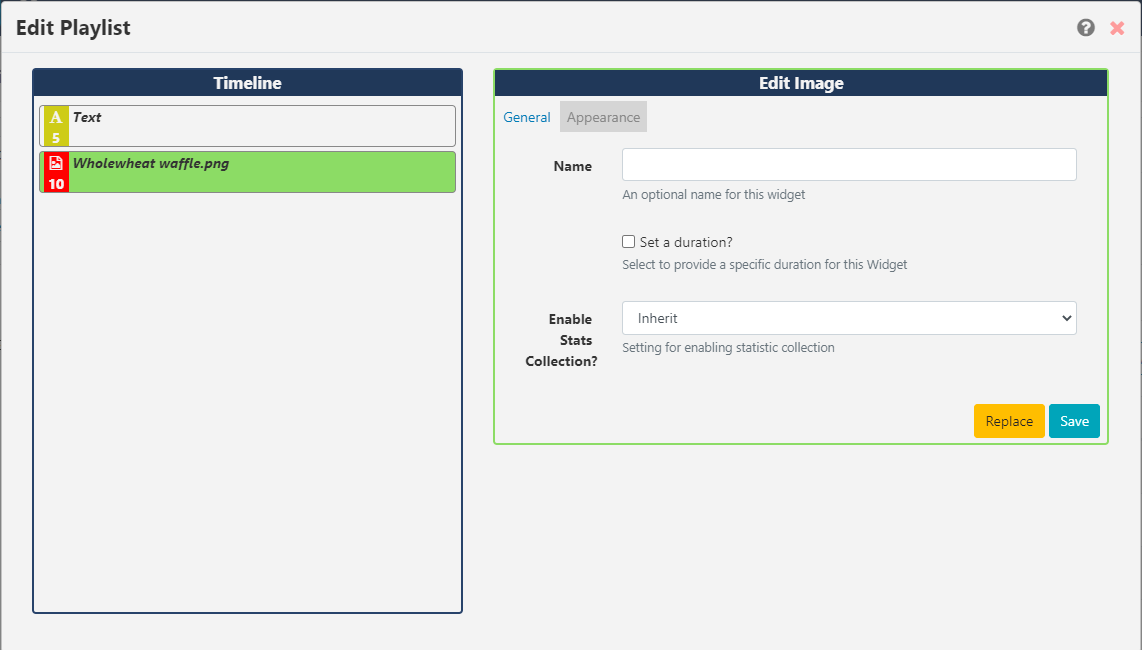 Edit Playlist
Timeline
A Text
5
Wholewheat waffle.png
10
Edit Image
General Appearance
Name
An optional name for this widget
Set a duration?
Select to provide a specific duration for this Widget
Enable
Stats
Collection?
Inherit
Setting for enabling statistic collection
Replace Save